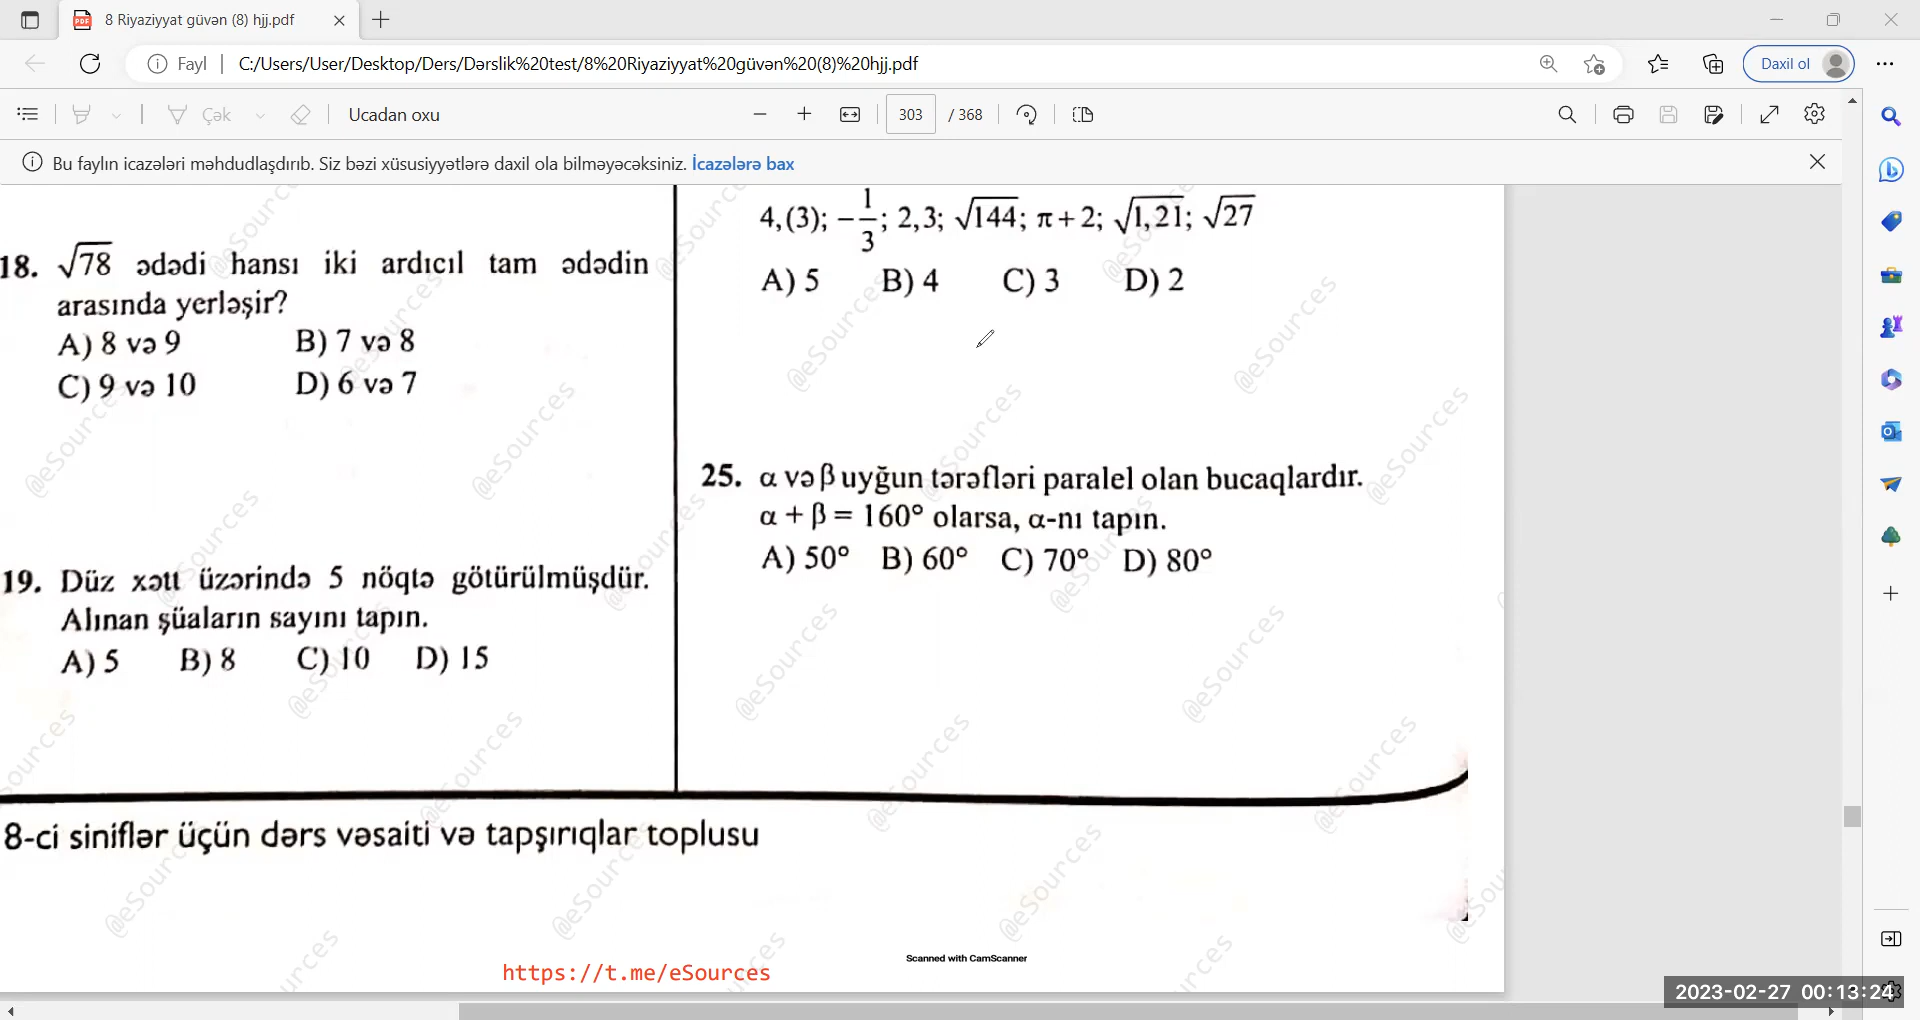 8 Riyaziyyat güvən (8) hjj.pdf
Fayl
C:/Users/User/Desktop/Ders/Dərslik%20test/8%20Riyaziyyat%20güvən%20(8)%20hjj.pdf
Daxil ol
Çək
Ucadan oxu
303 / 368
Bu faylın icazələri məhdudlaşdırıb. Siz bəzi xüsusiyyətlərə daxil ola bilməyəcəksiniz. İcazələrə bax
18. √78 ədədi hansı iki ardıcıl tam ədədin
arasında yerləşir?
A) 8 və 9 B) 7 və 8
C) 9 və 10 D) 6 və 7
19. Düz xətt üzərində 5 nöqtə götürülmüşdür.
Alınan şüaların sayını tapın.
A) 5 B) 8 C) 10 D) 15
4,(3); −1/3; 2,3; √144; π+2; √1,21; √27
A) 5 B) 4 C) 3 D) 2
25. α və β uyğun tərəfləri paralel olan bucaqlardır.
α + β = 160° olarsa, α-nı tapın.
A) 50° B) 60° C) 70° D) 80°
8-ci siniflər üçün dərs vəsaiti və tapşırıqlar toplusu
@eSources
Scanned with CamScanner
https://t.me/eSources
2023-02-27 00:13:24